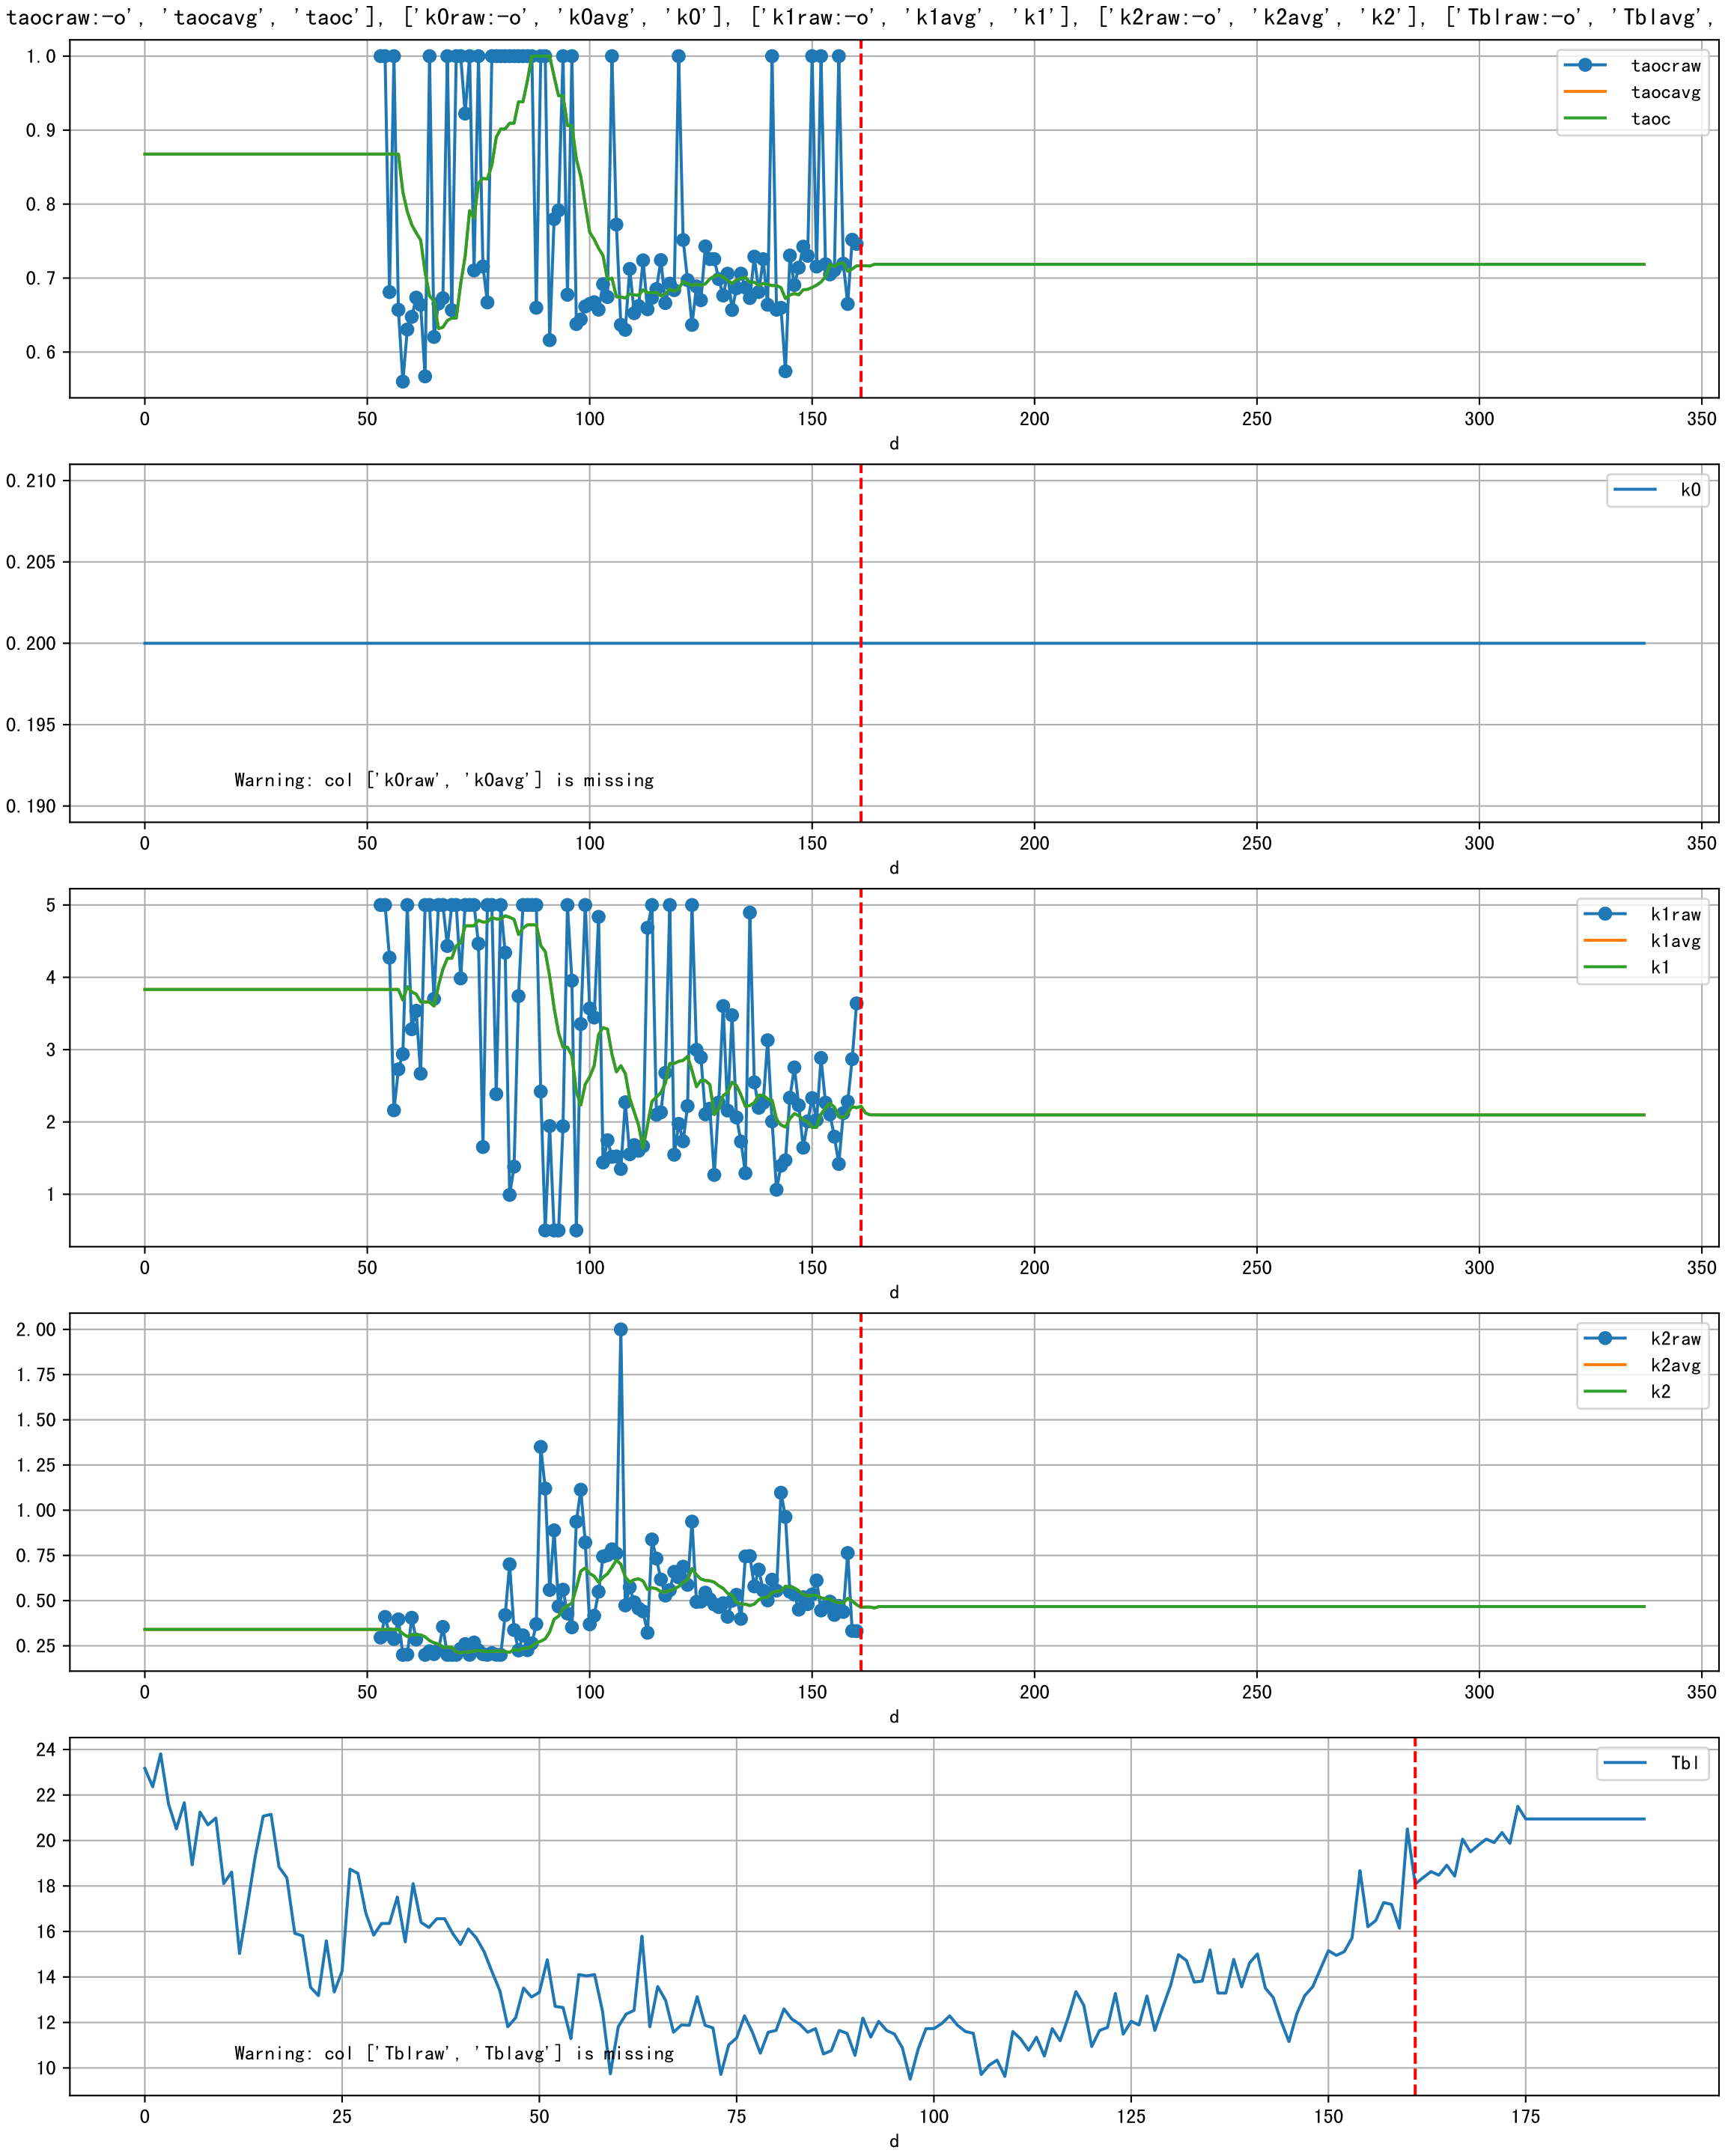 taocraw:-o', 'taocavg', 'taoc'], ['k0raw:-o', 'k0avg', 'k0'], ['k1raw:-o', 'k1avg', 'k1'], ['k2raw:-o', 'k2avg', 'k2'], ['Tblraw:-o', 'Tblavg',
1.0
0.9
0.8
0.7
0.6
taocraw
taocavg
taoc
0 50 100 150 200 250 300 350
d
0.210
0.205
0.200
0.195
0.190
k0
Warning: col ['k0raw', 'k0avg'] is missing
0 50 100 150 200 250 300 350
d
5
4
3
2
1
k1raw
k1avg
k1
0 50 100 150 200 250 300 350
d
2.00
1.75
1.50
1.25
1.00
0.75
0.50
0.25
k2raw
k2avg
k2
0 50 100 150 200 250 300 350
d
24
22
20
18
16
14
12
10
Tbl
Warning: col ['Tblraw', 'Tblavg'] is missing
0 25 50 75 100 125 150 175
d